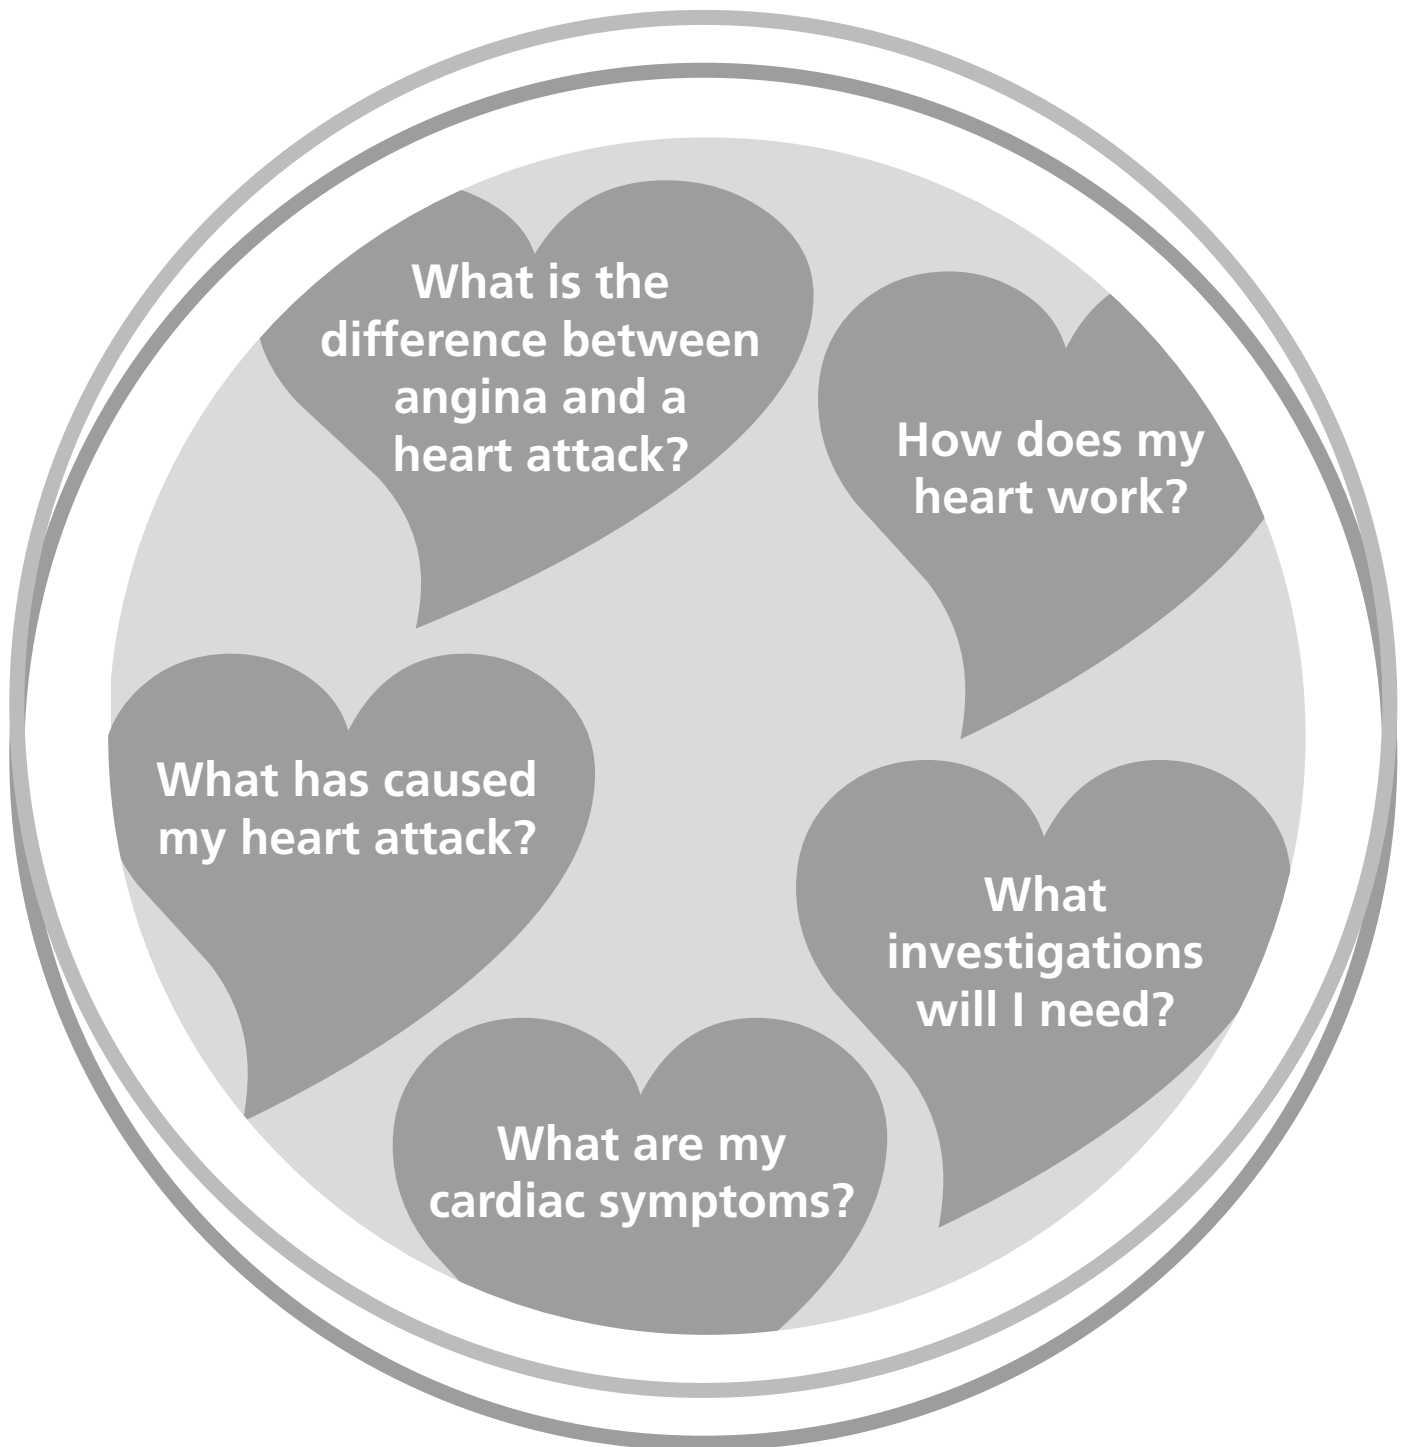 What is the
difference between
angina and a
heart attack?
How does my
heart work?
What has caused
my heart attack?
What
investigations
will I need?
What are my
cardiac symptoms?